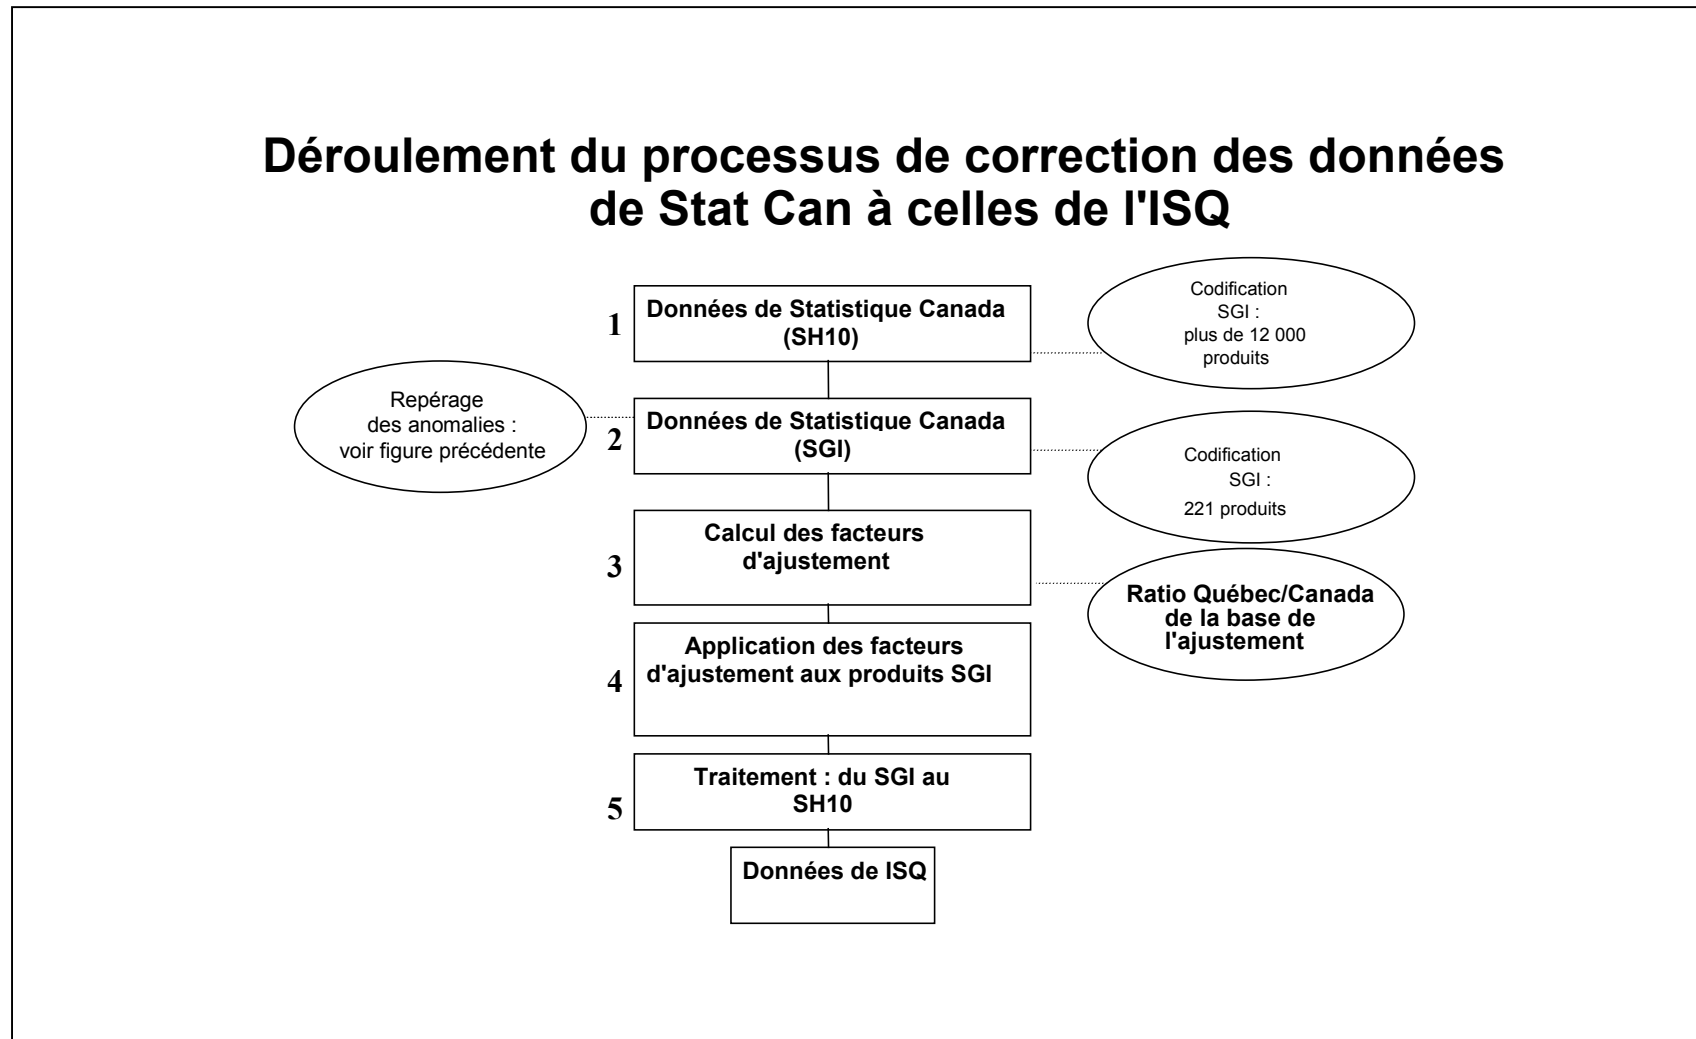 Déroulement du processus de correction des données
de Stat Can à celles de l'ISQ
1
Données de Statistique Canada
(SH10)
Codification
SGI :
plus de 12 000
produits
Repérage
des anomalies :
voir figure précédente
2
Données de Statistique Canada
(SGI)
Codification
SGI :
221 produits
3
Calcul des facteurs
d'ajustement
Ratio Québec/Canada
de la base de
l'ajustement
4
Application des facteurs
d'ajustement aux produits SGI
5
Traitement : du SGI au
SH10
Données de ISQ